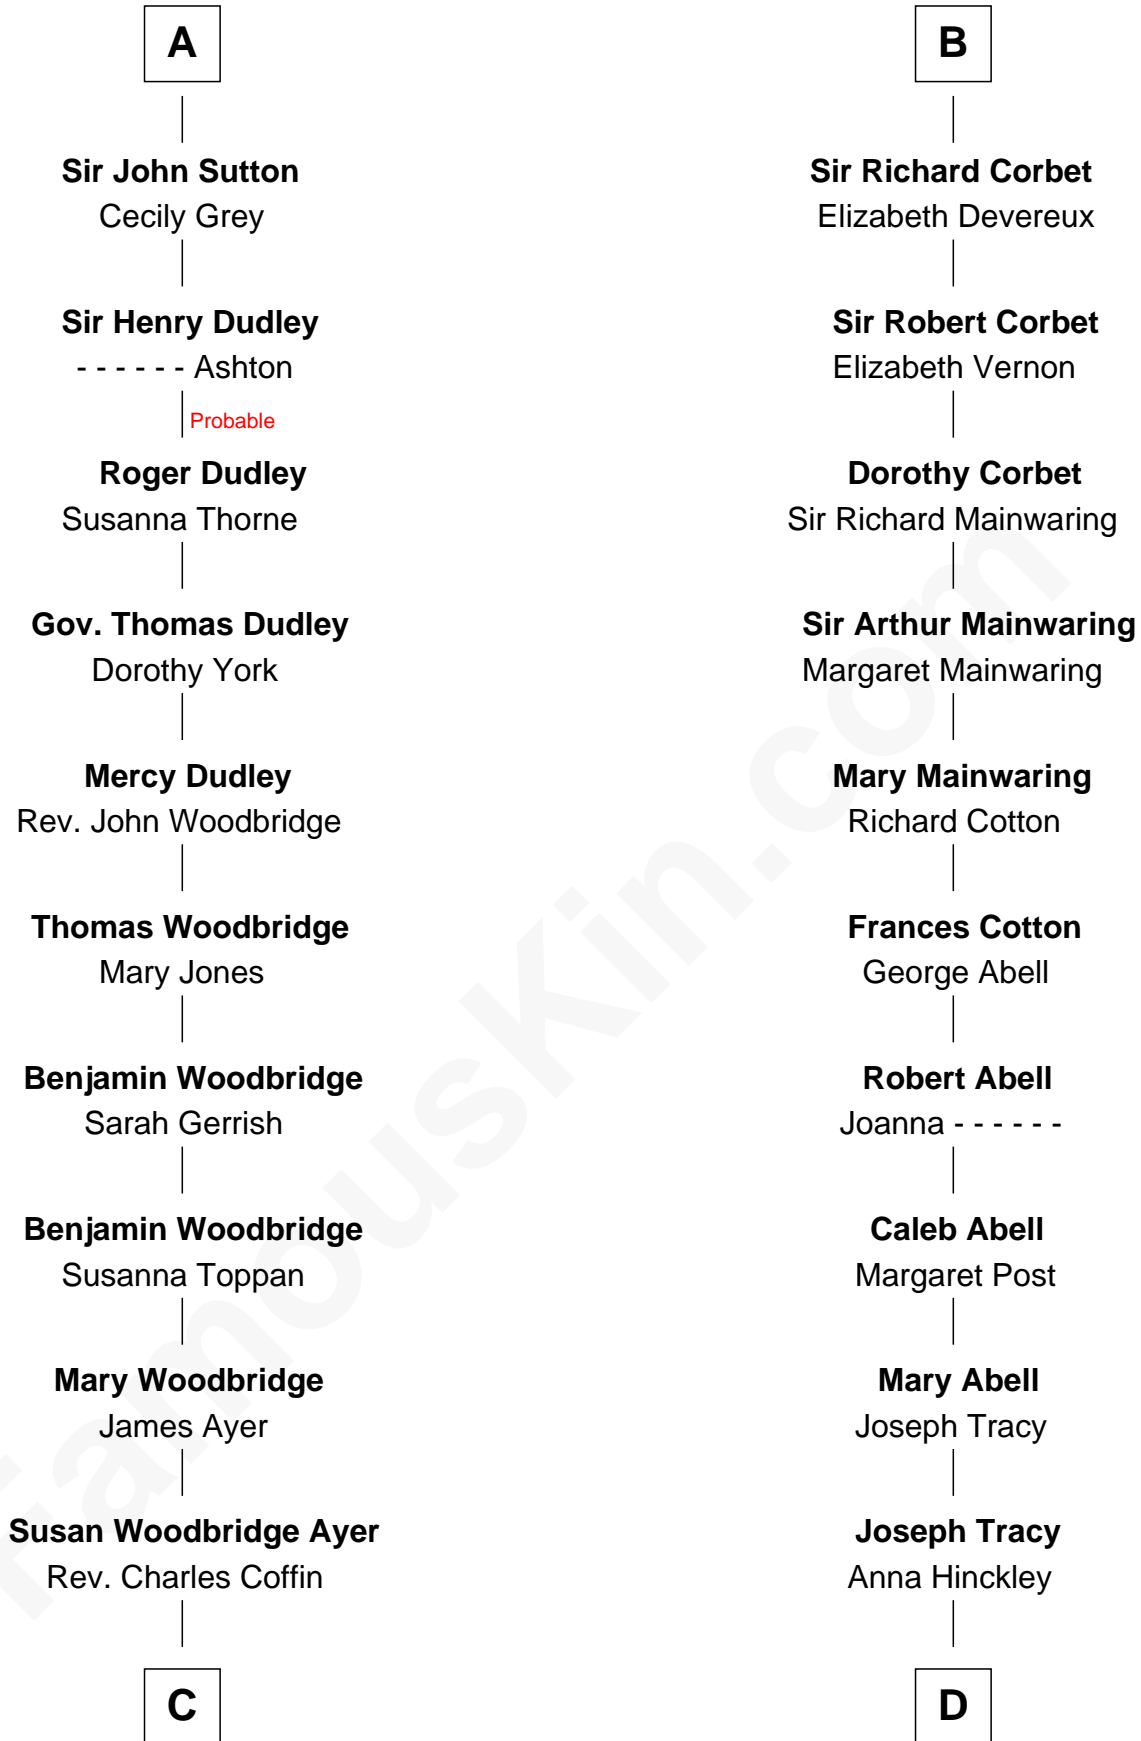 A
Sir John Sutton
Cecily Grey
Sir Henry Dudley
- - - - - - Ashton
Probable
Roger Dudley
Susanna Thorne
Gov. Thomas Dudley
Dorothy York
Mercy Dudley
Rev. John Woodbridge
Thomas Woodbridge
Mary Jones
Benjamin Woodbridge
Sarah Gerrish
Benjamin Woodbridge
Susanna Toppan
Mary Woodbridge
James Ayer
Susan Woodbridge Ayer
Rev. Charles Coffin
C
B
Sir Richard Corbet
Elizabeth Devereux
Sir Robert Corbet
Elizabeth Vernon
Dorothy Corbet
Sir Richard Mainwaring
Sir Arthur Mainwaring
Margaret Mainwaring
Mary Mainwaring
Richard Cotton
Frances Cotton
George Abell
Robert Abell
Joanna - - - - - -
Caleb Abell
Margaret Post
Mary Abell
Joseph Tracy
Joseph Tracy
Anna Hinckley
D
FamousKin.com